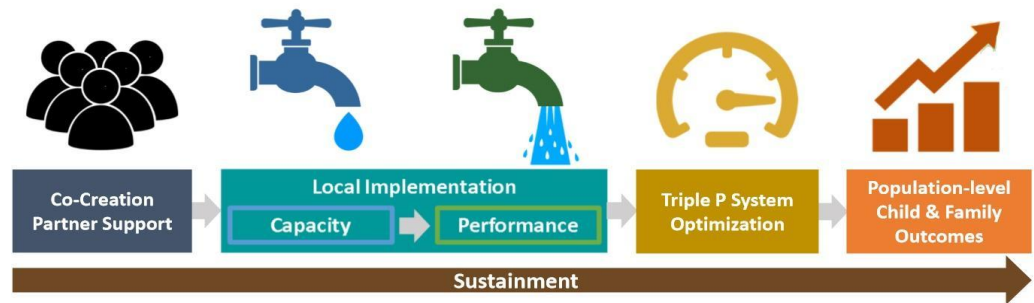 Co-Creation
Partner Support
Local Implementation
Capacity
Performance
Triple P System
Optimization
Population-level
Child & Family
Outcomes
Sustainment